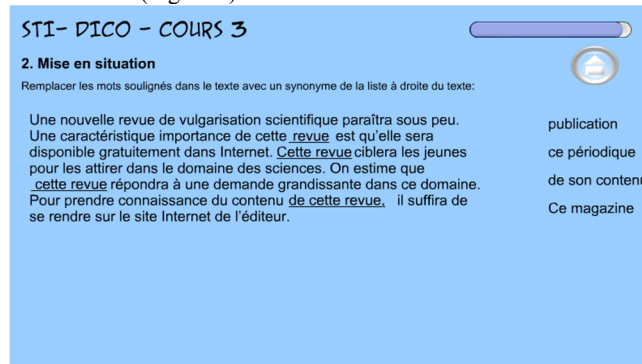 STI- DICO - COURS 3
2. Mise en situation
Remplacer les mots soulignés dans le texte avec un synonyme de la liste à droite du texte:
Une nouvelle revue de vulgarisation scientifique paraîtra sous peu.
Une caractéristique importance de cette revue est qu'elle sera
disponible gratuitement dans Internet. Cette revue ciblera les jeunes
pour les attirer dans le domaine des sciences. On estime que
cette revue répondra à une demande grandissante dans ce domaine.
Pour prendre connaissance du contenu de cette revue, il suffira de
se rendre sur le site Internet de l'éditeur.
publication
ce périodique
de son contenu
Ce magazine